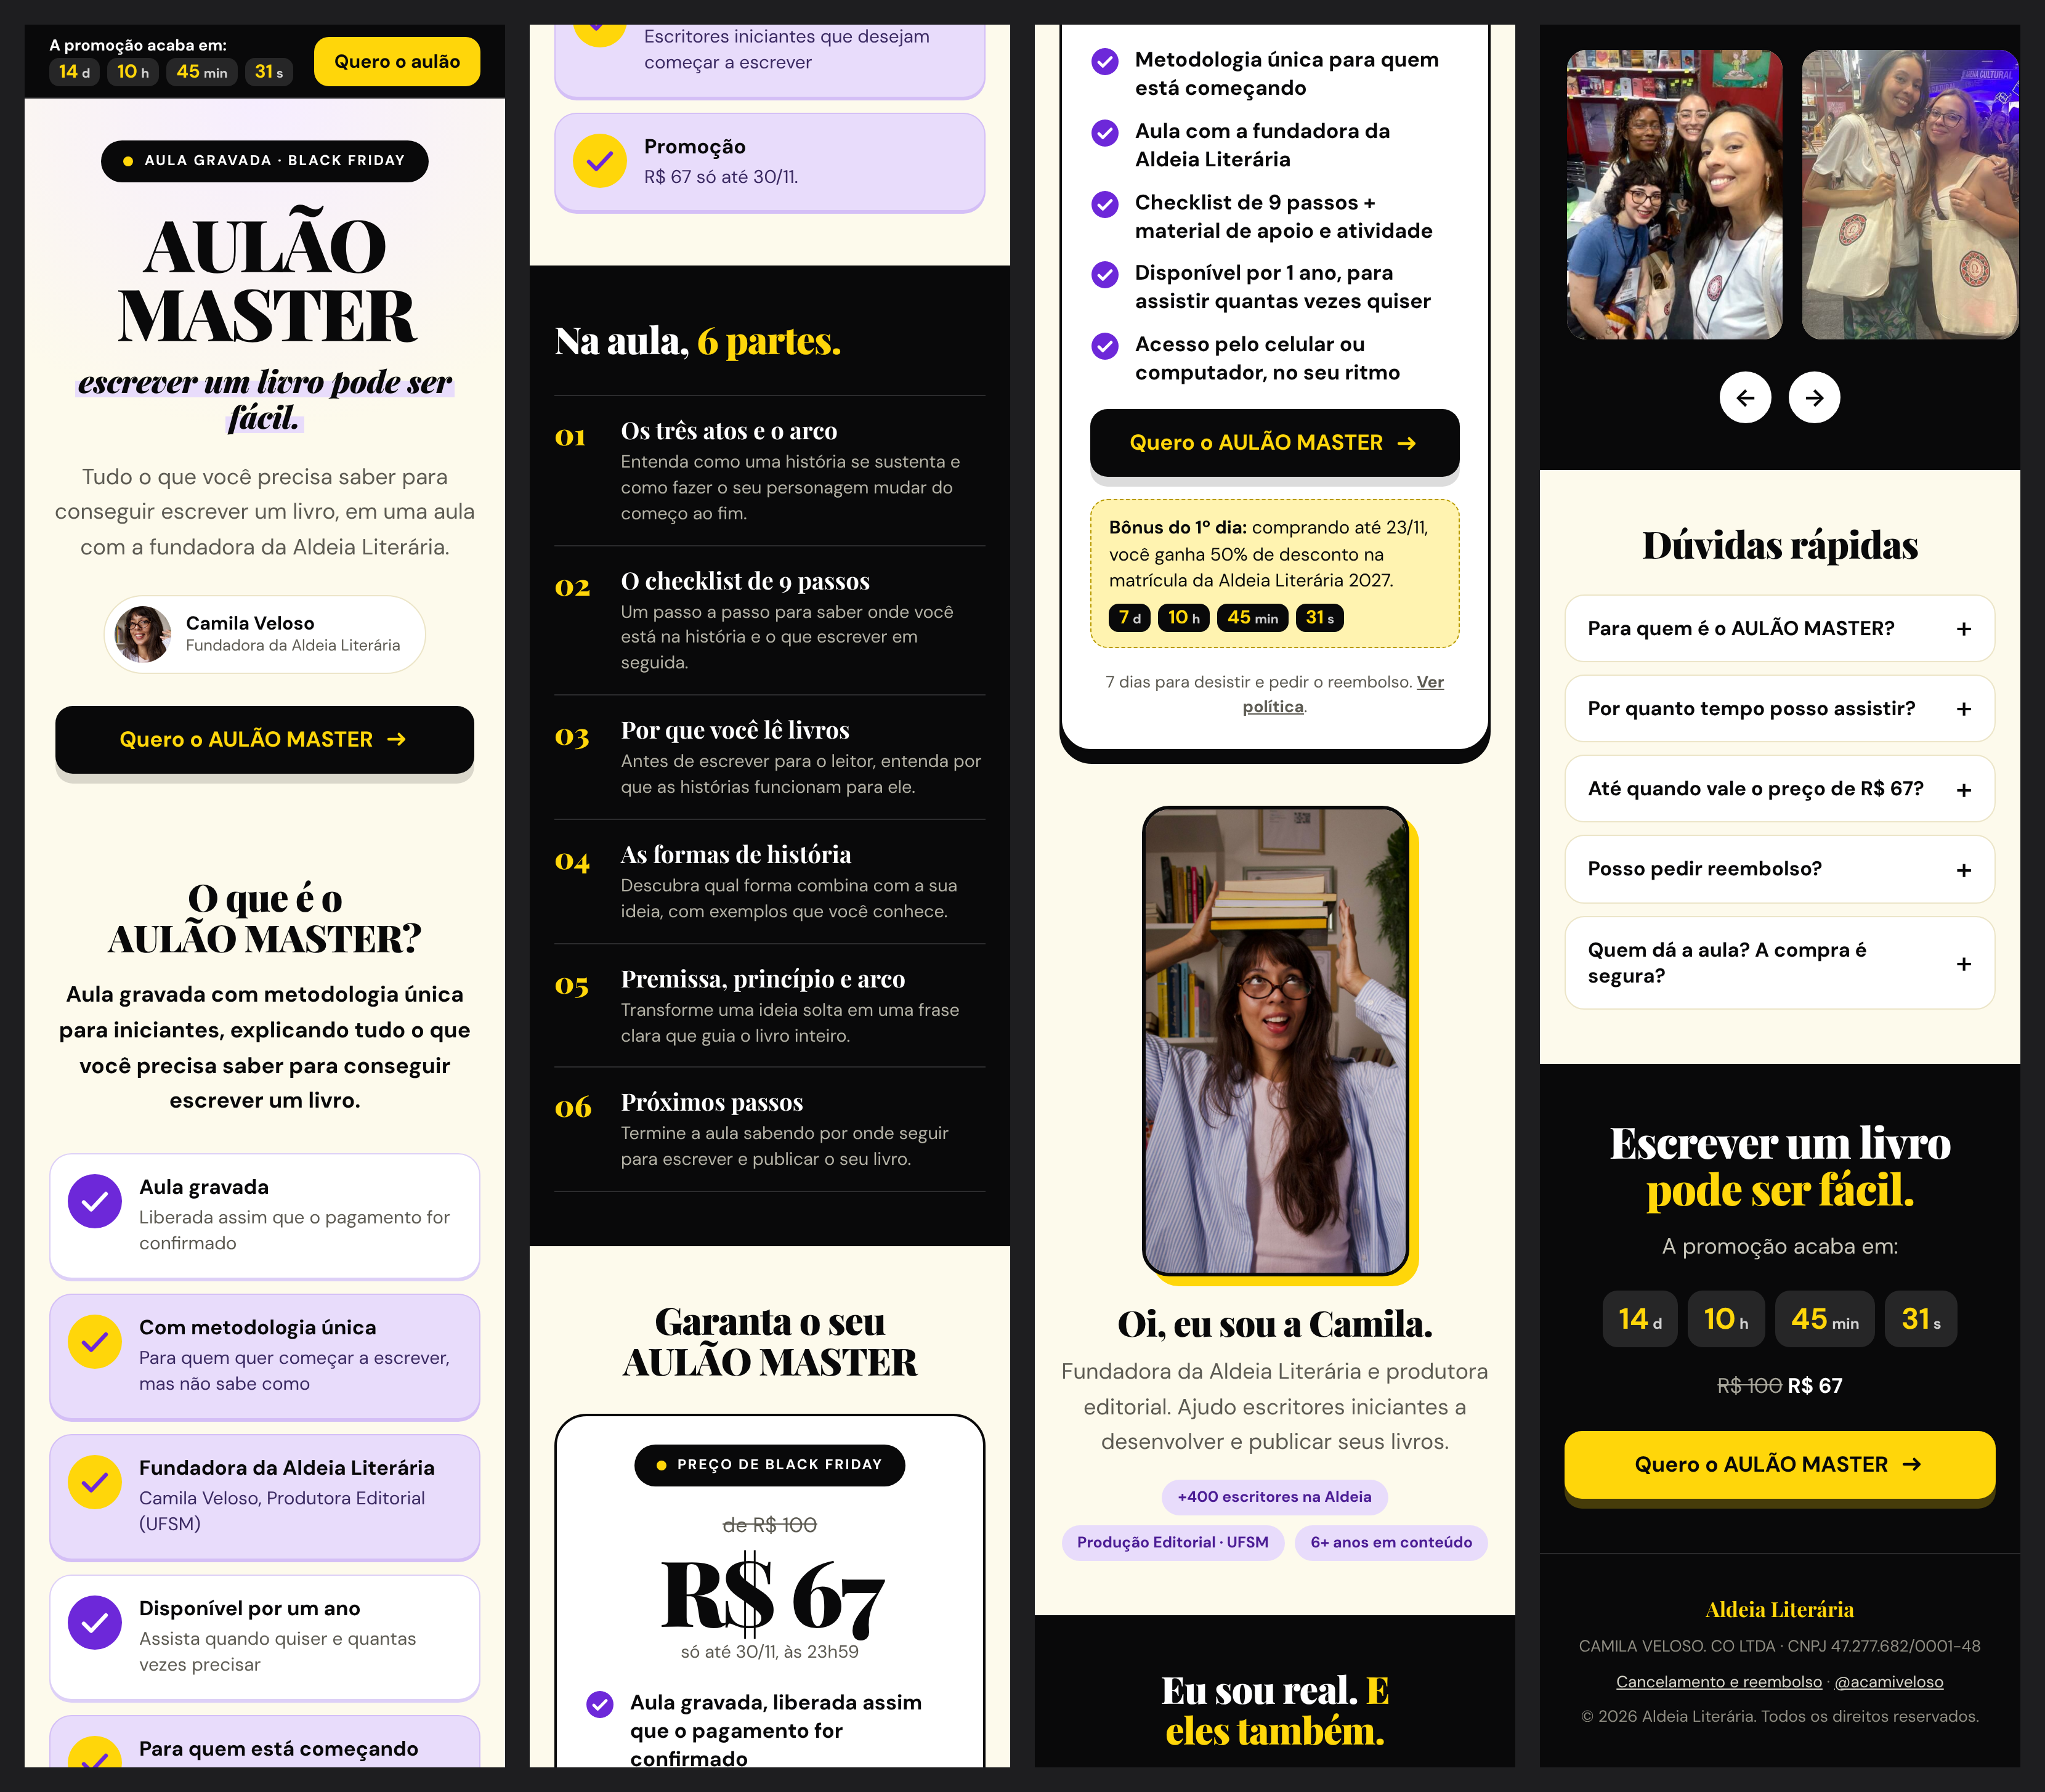 A promoção acaba em:
14 d 10 h 45 min 31 s
Quero o aulão
AULA GRAVADA · BLACK FRIDAY
AULÃO
MASTER
escrever um livro pode ser
fácil.
Tudo o que você precisa saber para
conseguir escrever um livro, em uma aula
com a fundadora da Aldeia Literária.
Camila Veloso
Fundadora da Aldeia Literária
Quero o AULÃO MASTER →
O que é o
AULÃO MASTER?
Aula gravada com metodologia única
para iniciantes, explicando tudo o que
você precisa saber para conseguir
escrever um livro.
Aula gravada
Liberada assim que o pagamento for
confirmado
Com metodologia única
Para quem quer começar a escrever,
mas não sabe como
Fundadora da Aldeia Literária
Camila Veloso, Produtora Editorial
(UFSM)
Disponível por um ano
Assista quando quiser e quantas
vezes precisar
Para quem está começando
Escritores iniciantes que desejam
começar a escrever
Promoção
R$ 67 só até 30/11.
Na aula, 6 partes.
01
Os três atos e o arco
Entenda como uma história se sustenta e
como fazer o seu personagem mudar do
começo ao fim.
02
O checklist de 9 passos
Um passo a passo para saber onde você
está na história e o que escrever em
seguida.
03
Por que você lê livros
Antes de escrever para o leitor, entenda por
que as histórias funcionam para ele.
04
As formas de história
Descubra qual forma combina com a sua
ideia, com exemplos que você conhece.
05
Premissa, princípio e arco
Transforme uma ideia solta em uma frase
clara que guia o livro inteiro.
06
Próximos passos
Termine a aula sabendo por onde seguir
para escrever e publicar o seu livro.
Garanta o seu
AULÃO MASTER
PREÇO DE BLACK FRIDAY
de R$ 100
R$ 67
só até 30/11, às 23h59
Aula gravada, liberada assim
que o pagamento for
confirmado
Metodologia única para quem
está começando
Aula com a fundadora da
Aldeia Literária
Checklist de 9 passos +
material de apoio e atividade
Disponível por 1 ano, para
assistir quantas vezes quiser
Acesso pelo celular ou
computador, no seu ritmo
Quero o AULÃO MASTER →
Bônus do 1º dia: comprando até 23/11,
você ganha 50% de desconto na
matrícula da Aldeia Literária 2027.
7 d 10 h 45 min 31 s
7 dias para desistir e pedir o reembolso. Ver
política.
Oi, eu sou a Camila.
Fundadora da Aldeia Literária e produtora
editorial. Ajudo escritores iniciantes a
desenvolver e publicar seus livros.
+400 escritores na Aldeia
Produção Editorial · UFSM
6+ anos em conteúdo
Eu sou real. E
eles também.
ARENA CULTURAL
← →
Dúvidas rápidas
Para quem é o AULÃO MASTER? +
Por quanto tempo posso assistir? +
Até quando vale o preço de R$ 67? +
Posso pedir reembolso? +
Quem dá a aula? A compra é
segura? +
Escrever um livro
pode ser fácil.
A promoção acaba em:
14 d 10 h 45 min 31 s
R$ 100 R$ 67
Quero o AULÃO MASTER →
Aldeia Literária
CAMILA VELOSO. CO LTDA · CNPJ 47.277.682/0001-48
Cancelamento e reembolso · @acamiveloso
© 2026 Aldeia Literária. Todos os direitos reservados.